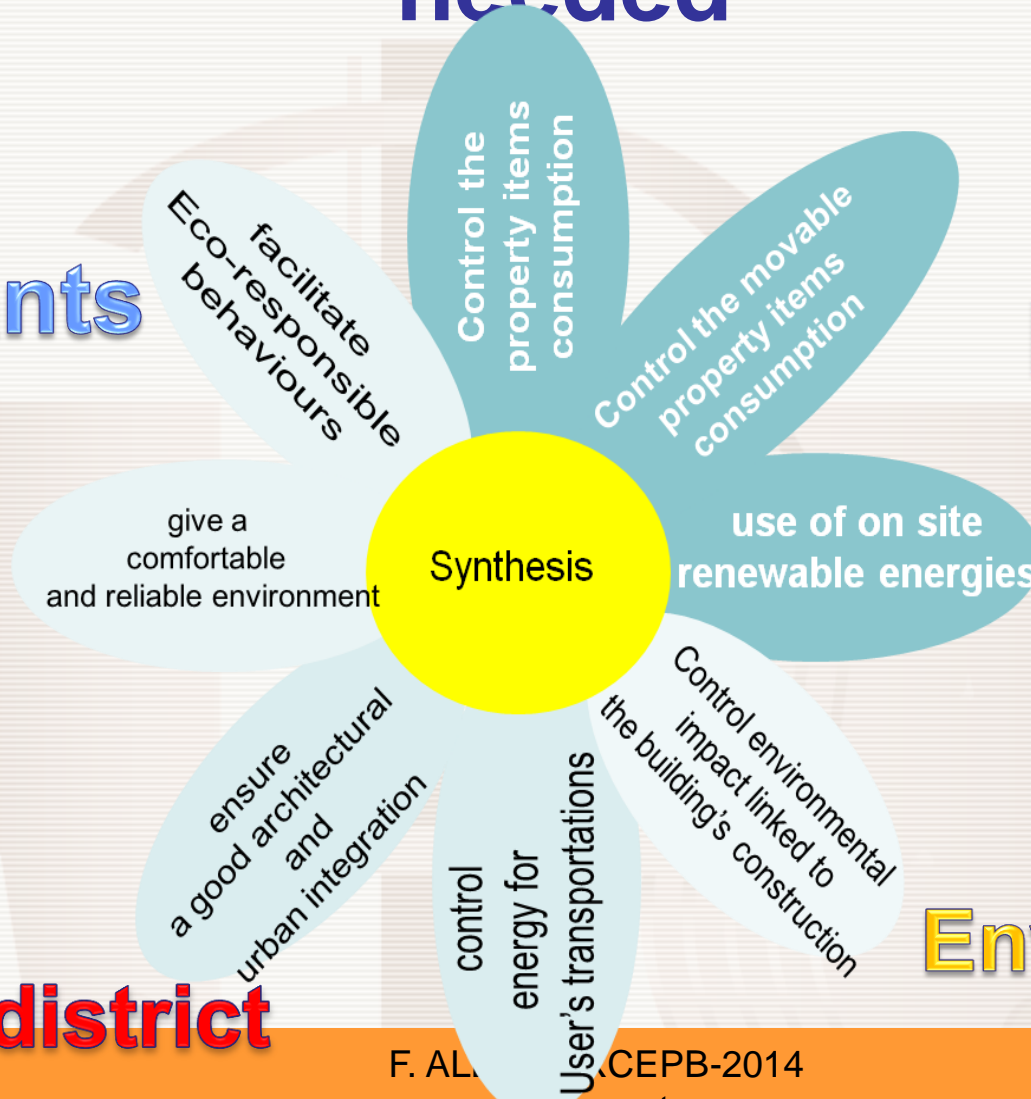 needed
Control the
property items
consumption
Control the movable
property items
consumption
use of on site
renewable energies
Control environmental
impact linked to
the building's construction
control
energy for
User's transportations
ensure
a good architectural
and
urban integration
give a
comfortable
and reliable environment
facilitate
Eco-responsible
behaviours
Synthesis
nts
En
district
F. AL
CEPB-2014